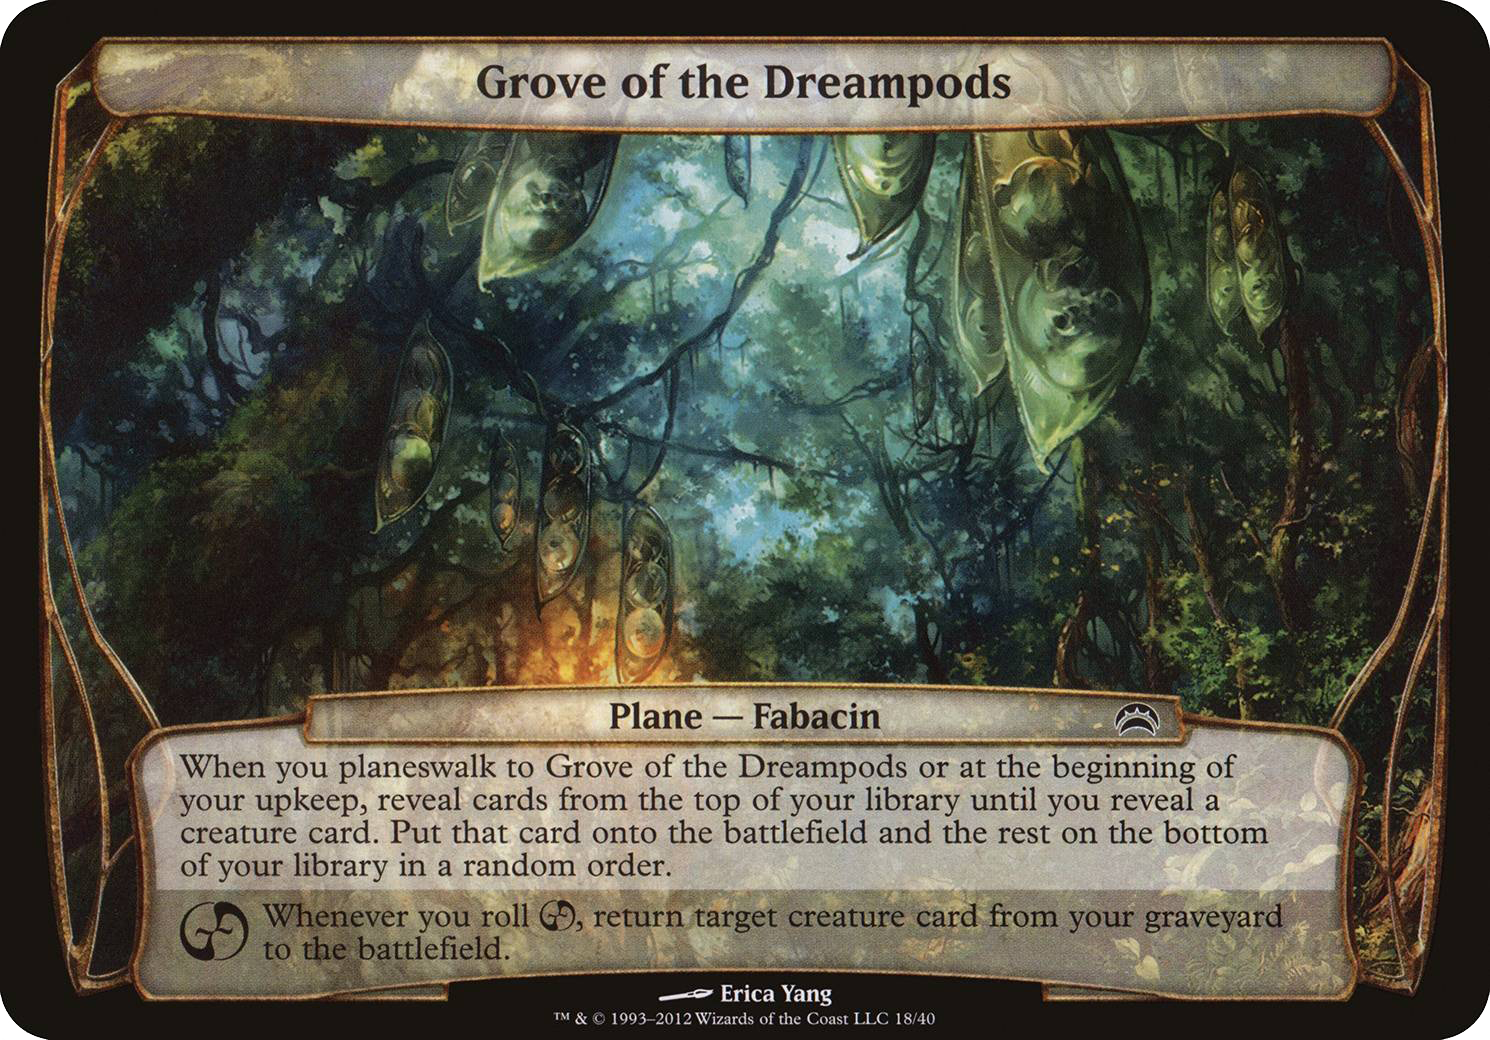 Grove of the Dreampods
Plane — Fabacin
When you planeswalk to Grove of the Dreampods or at the beginning of
your upkeep, reveal cards from the top of your library until you reveal a
creature card. Put that card onto the battlefield and the rest on the bottom
of your library in a random order.
Whenever you roll , return target creature card from your graveyard
to the battlefield.
Erica Yang
™ & © 1993–2012 Wizards of the Coast LLC 18/40